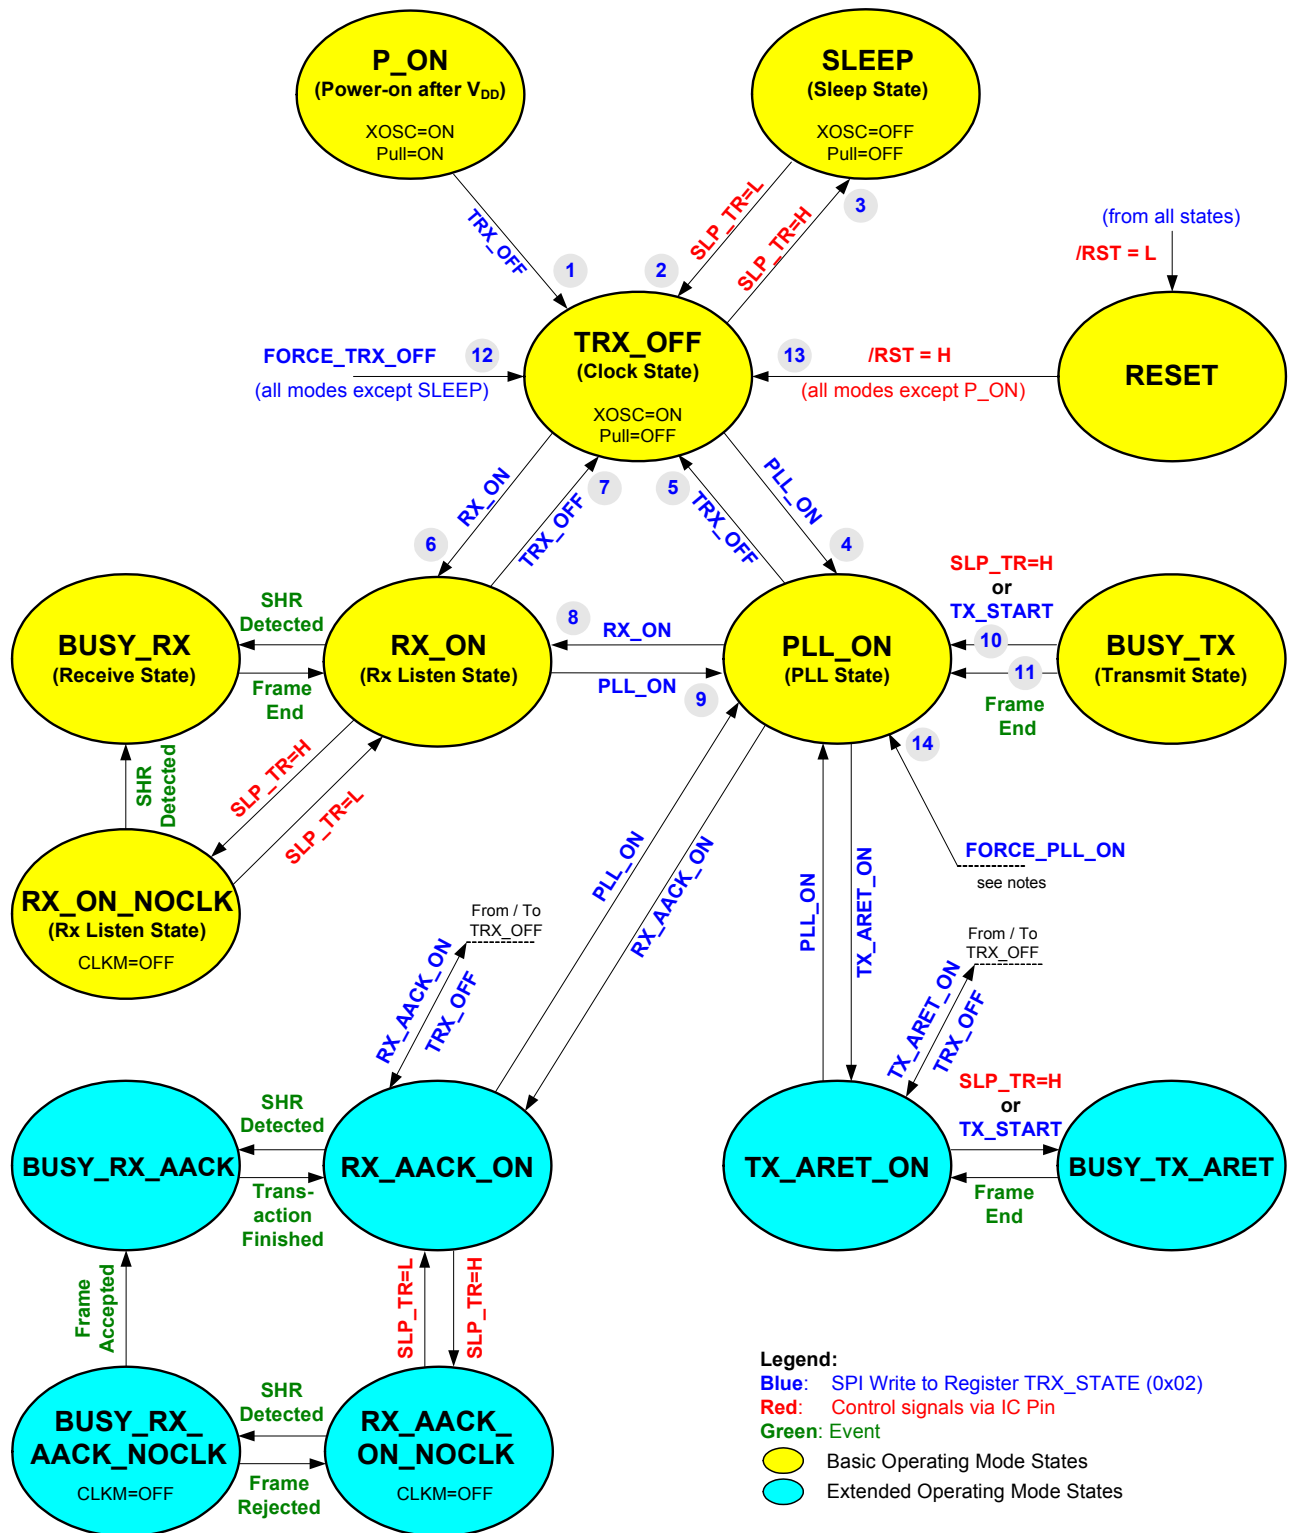 P_ON
(Power-on after VDD)
XOSC=ON
Pull=ON
SLEEP
(Sleep State)
XOSC=OFF
Pull=OFF
TRX_OFF
1
SLP_TR=L
2
SLP_TR=H
3
(from all states)
/RST = L
FORCE_TRX_OFF
12
(all modes except SLEEP)
TRX_OFF
(Clock State)
XOSC=ON
Pull=OFF
13
/RST = H
(all modes except P_ON)
RESET
RX_ON
6
TRX_OFF
7
5
TRX_OFF
PLL_ON
4
BUSY_RX
(Receive State)
SHR
Detected
Frame
End
RX_ON
(Rx Listen State)
8
RX_ON
PLL_ON
9
PLL_ON
(PLL State)
SLP_TR=H
or
TX_START
10
11
Frame
End
BUSY_TX
(Transmit State)
14
SHR
Detected
SLP_TR=H
SLP_TR=L
RX_ON_NOCLK
(Rx Listen State)
CLKM=OFF
PLL_ON
RX_AACK_ON
PLL_ON
TX_ARET_ON
FORCE_PLL_ON
see notes
From / To
TRX_OFF
RX_AACK_ON
TRX_OFF
From / To
TRX_OFF
TX_ARET_ON
TRX_OFF
BUSY_RX_AACK
SHR
Detected
Trans-
action
Finished
RX_AACK_ON
TX_ARET_ON
SLP_TR=H
or
TX_START
Frame
End
BUSY_TX_ARET
Frame
Accepted
SLP_TR=L
SLP_TR=H
BUSY_RX_
AACK_NOCLK
CLKM=OFF
SHR
Detected
Frame
Rejected
RX_AACK_
ON_NOCLK
CLKM=OFF
Legend:
Blue: SPI Write to Register TRX_STATE (0x02)
Red: Control signals via IC Pin
Green: Event
Basic Operating Mode States
Extended Operating Mode States